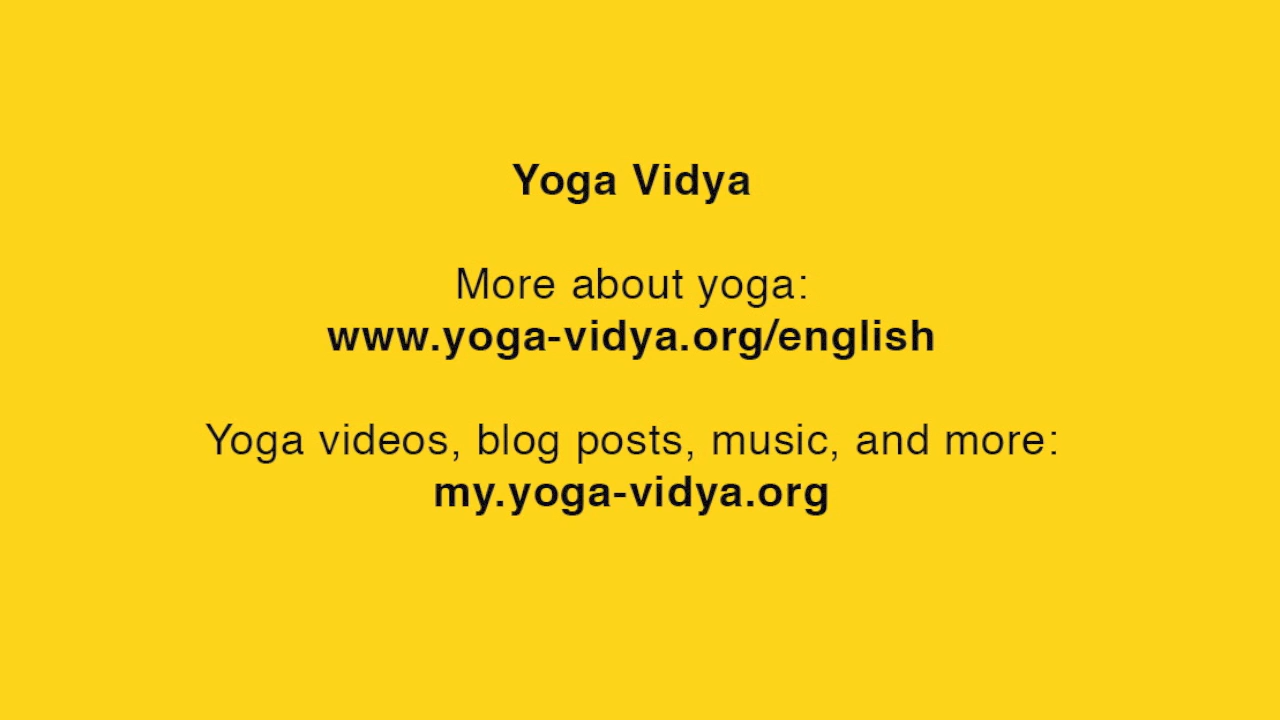 Yoga Vidya
More about yoga:
www.yoga-vidya.org/english
Yoga videos, blog posts, music, and more:
my.yoga-vidya.org